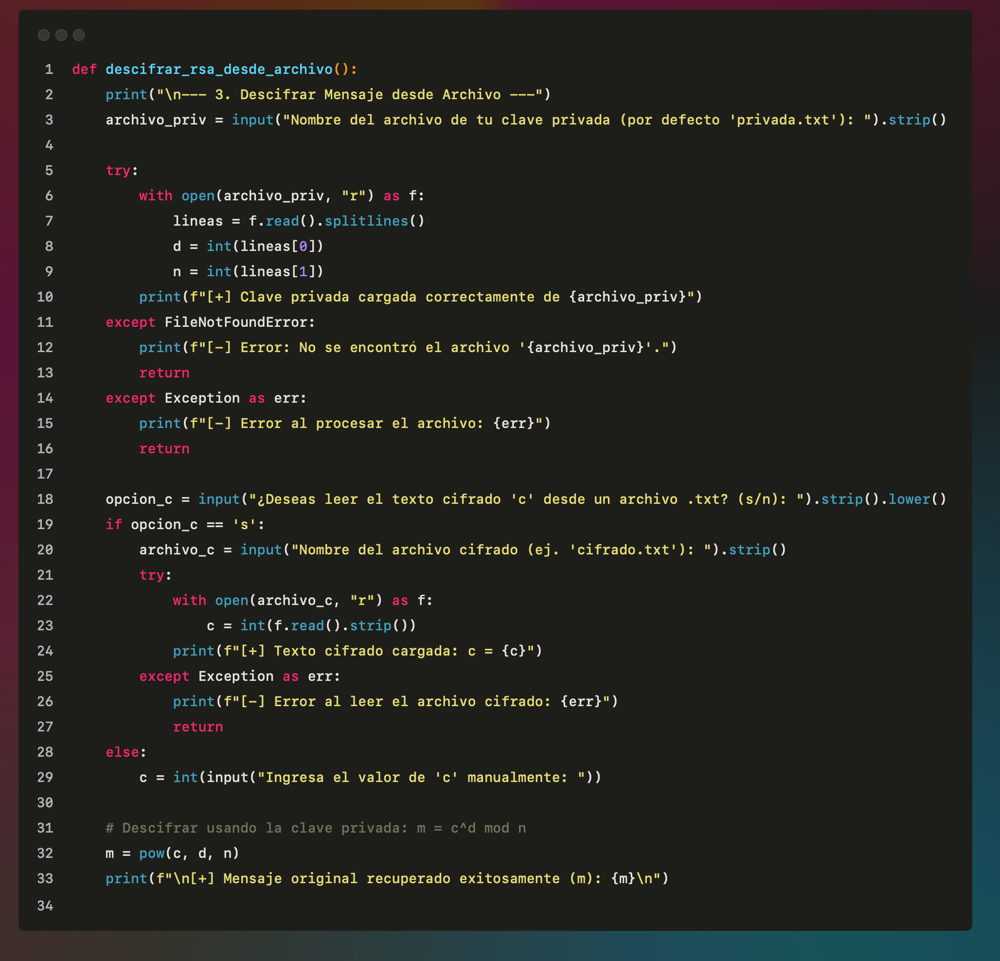 1 def descifrar_rsa_desde_archivo():
2     print("\n--- 3. Descifrar Mensaje desde Archivo ---")
3     archivo_priv = input("Nombre del archivo de tu clave privada (por defecto 'privada.txt'): ").strip()
4
5     try:
6         with open(archivo_priv, "r") as f:
7             lineas = f.read().splitlines()
8             d = int(lineas[0])
9             n = int(lineas[1])
10         print(f"[+] Clave privada cargada correctamente de {archivo_priv}")
11     except FileNotFoundError:
12         print(f"[-] Error: No se encontró el archivo '{archivo_priv}'.")
13         return
14     except Exception as err:
15         print(f"[-] Error al procesar el archivo: {err}")
16         return
17
18     opcion_c = input("¿Deseas leer el texto cifrado 'c' desde un archivo .txt? (s/n): ").strip().lower()
19     if opcion_c == 's':
20         archivo_c = input("Nombre del archivo cifrado (ej. 'cifrado.txt'): ").strip()
21         try:
22             with open(archivo_c, "r") as f:
23                 c = int(f.read().strip())
24             print(f"[+] Texto cifrado cargada: c = {c}")
25         except Exception as err:
26             print(f"[-] Error al leer el archivo cifrado: {err}")
27             return
28     else:
29         c = int(input("Ingresa el valor de 'c' manualmente: "))
30
31     # Descifrar usando la clave privada: m = c^d mod n
32     m = pow(c, d, n)
33     print(f"\n[+] Mensaje original recuperado exitosamente (m): {m}\n")
34